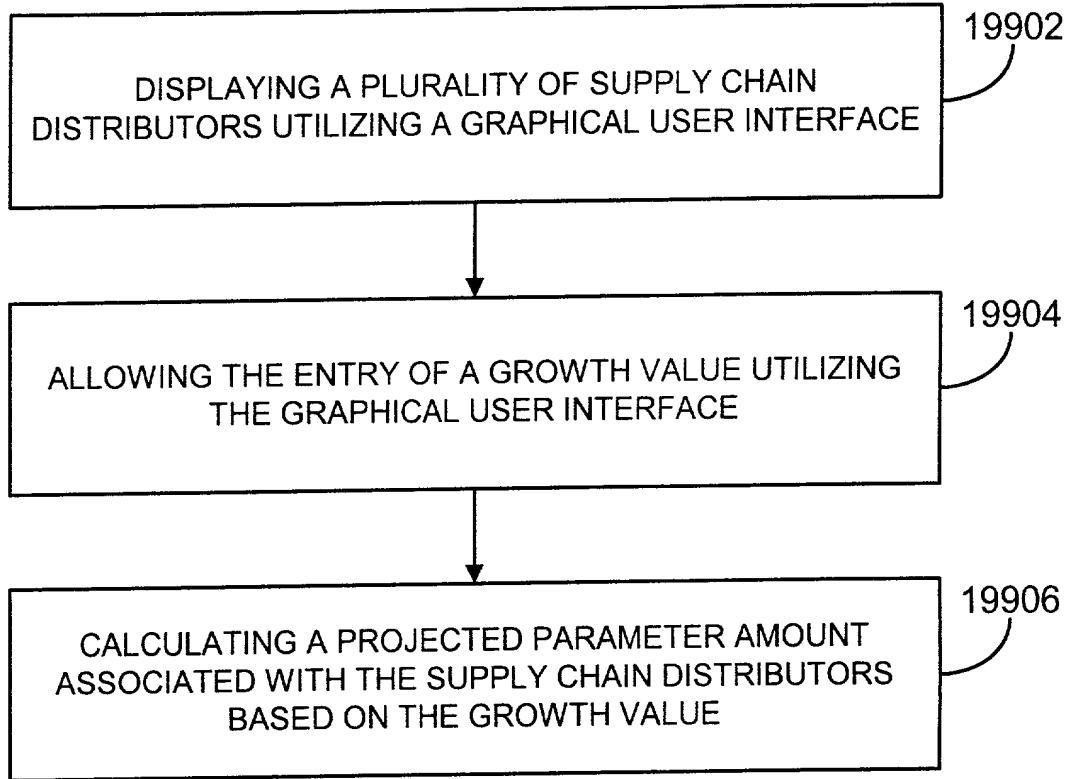 19902
DISPLAYING A PLURALITY OF SUPPLY CHAIN
DISTRIBUTORS UTILIZING A GRAPHICAL USER INTERFACE
19904
ALLOWING THE ENTRY OF A GROWTH VALUE UTILIZING
THE GRAPHICAL USER INTERFACE
19906
CALCULATING A PROJECTED PARAMETER AMOUNT
ASSOCIATED WITH THE SUPPLY CHAIN DISTRIBUTORS
BASED ON THE GROWTH VALUE